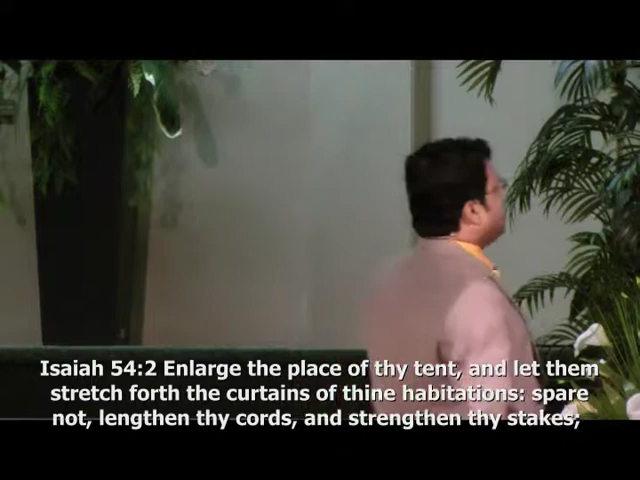 Isaiah 54:2 Enlarge the place of thy tent, and let them
stretch forth the curtains of thine habitations: spare
not, lengthen thy cords, and strengthen thy stakes;